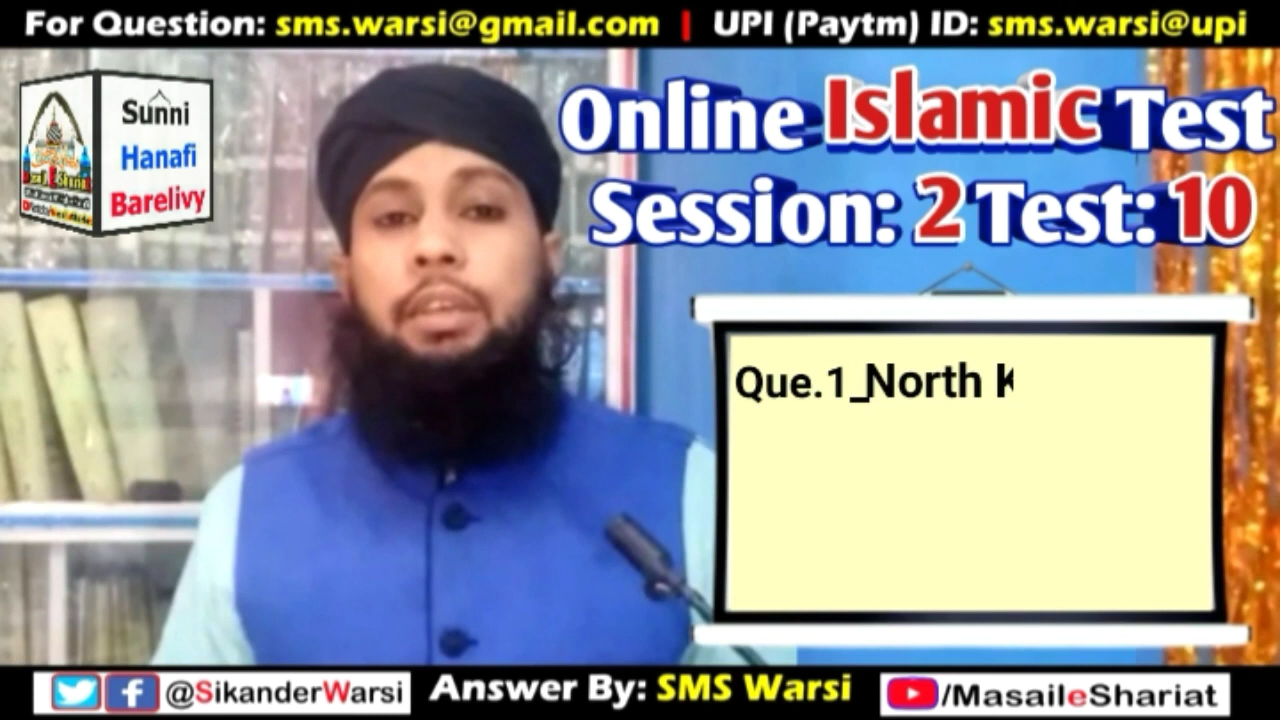 For Question: sms.warsi@gmail.com | UPI (Paytm) ID: sms.warsi@upi
Sunni
Hanafi
Barelivy
Online Islamic Test
Session: 2 Test: 10
Que.1_North K
@SikanderWarsi
Answer By: SMS Warsi
/MasaileShariat